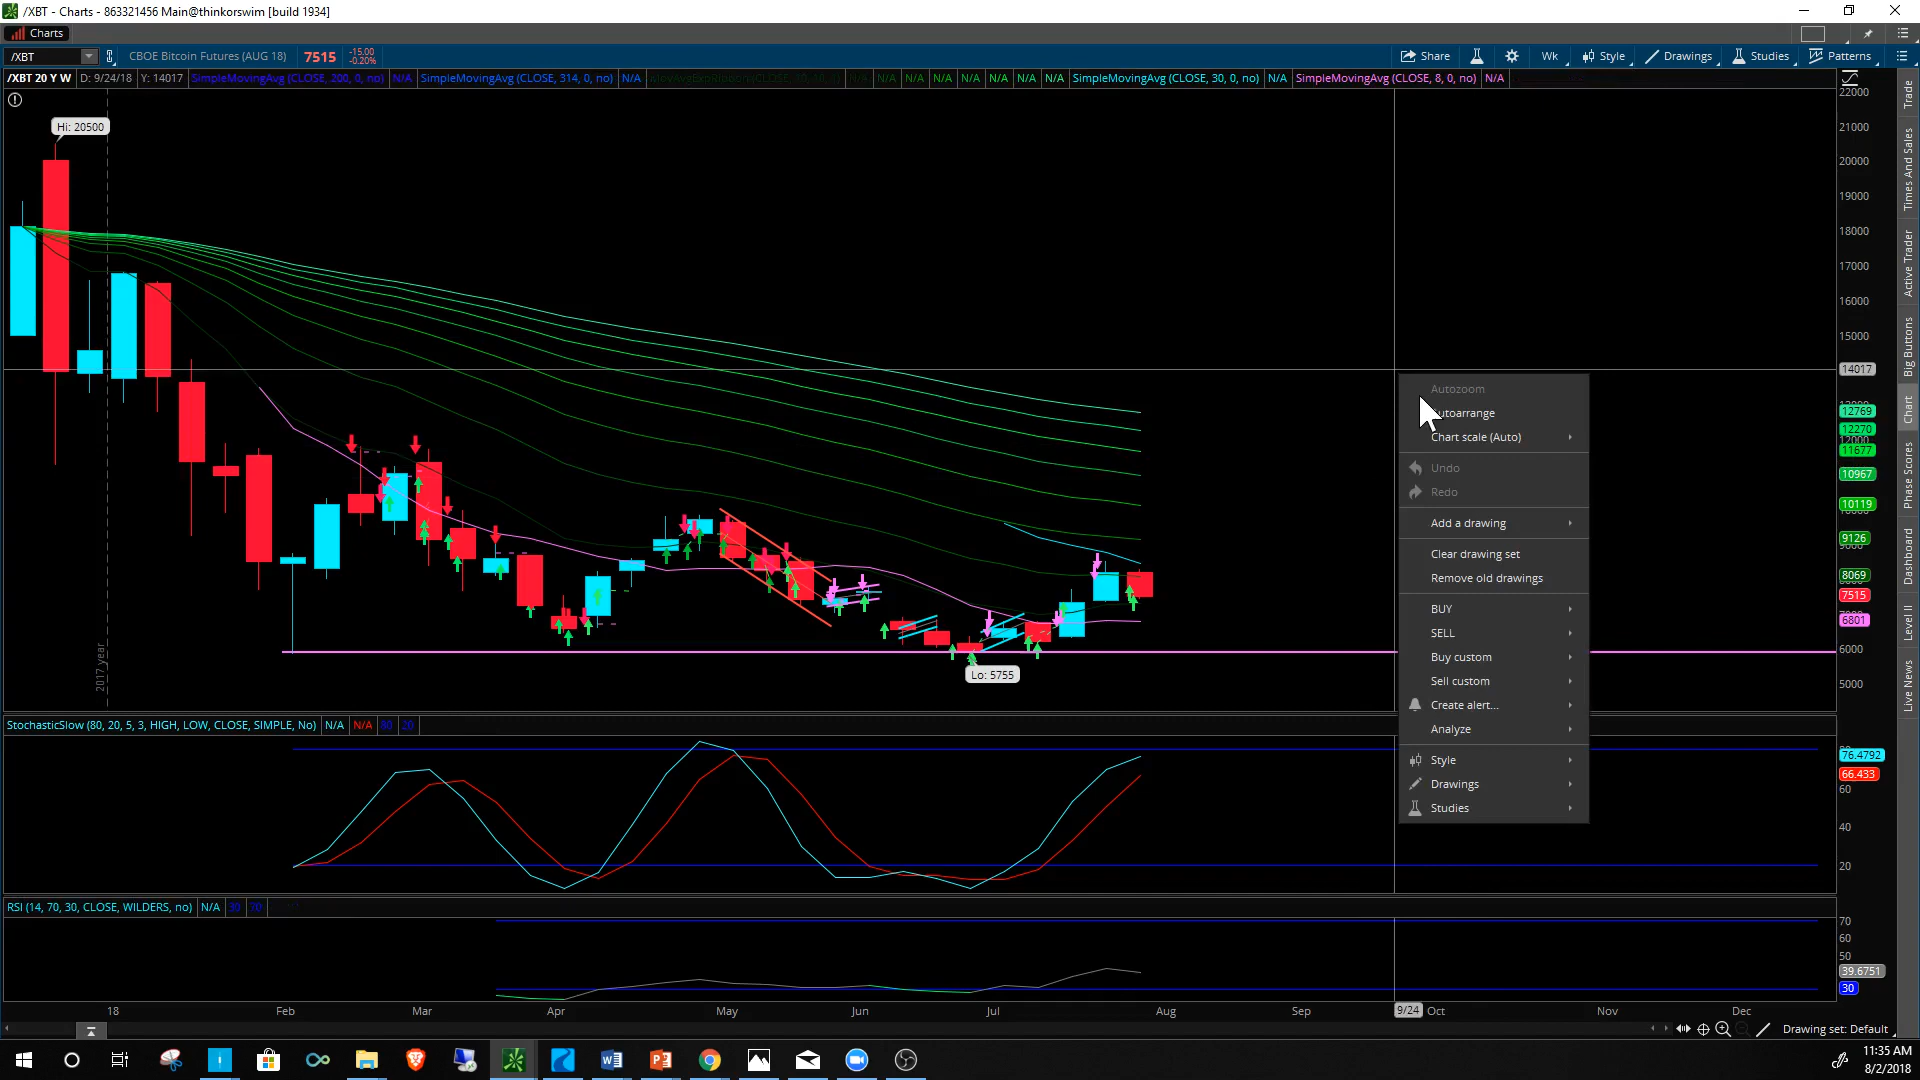 /XBT - Charts - 863321456 Main@thinkorswim [build 1934]
Charts
/XBT CBOE Bitcoin Futures (AUG 18) 7515 -15.00 -0.20% Share Wk Style Drawings Studies Patterns
/XBT 20 Y W D: 9/24/18 Y: 14017 SimpleMovingAvg (CLOSE, 200, 0, no) N/A SimpleMovingAvg (CLOSE, 314, 0, no) N/A N/A N/A N/A N/A N/A N/A N/A SimpleMovingAvg (CLOSE, 30, 0, no) N/A SimpleMovingAvg (CLOSE, 8, 0, no) N/A
22000
Hi: 20500
21000
20000
19000
18000
17000
16000
15000
14017
12769
12270
12000
11677
10967
10119
9126
8069
7515
6801
6000
5000
Lo: 5755
2017 year
Autozoom
Autoarrange
Chart scale (Auto)
Undo
Redo
Add a drawing
Clear drawing set
Remove old drawings
BUY
SELL
Buy custom
Sell custom
Create alert...
Analyze
Style
Drawings
Studies
Trade
Times And Sales
Active Trader
Big Buttons
Chart
Phase Scores
Dashboard
Level II
Live News
StochasticSlow (80, 20, 5, 3, HIGH, LOW, CLOSE, SIMPLE, No) N/A N/A 80 20
76.4792
66.433
60
40
20
RSI (14, 70, 30, CLOSE, WILDERS, no) N/A 30 70
70
60
50
39.6751
30
18 Feb Mar Apr May Jun Jul Aug Sep 9/24 Oct Nov Dec
Drawing set: Default
11:35 AM
8/2/2018